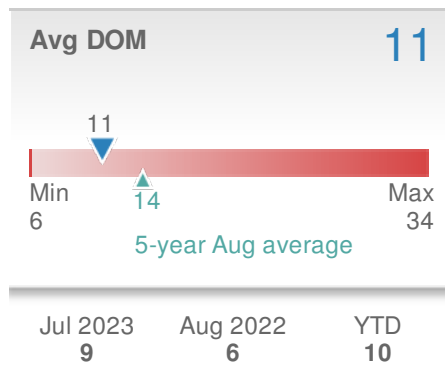 Avg DOM 11
11
Min Max
6 14 34
5-year Aug average
Jul 2023 Aug 2022 YTD
9 6 10